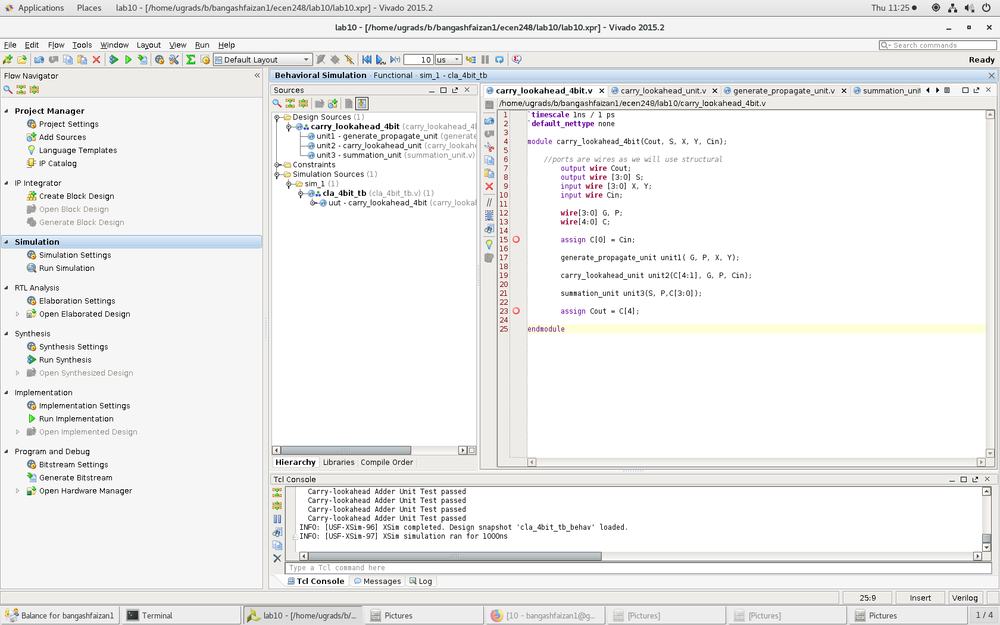 Applications Places lab10 - [/home/ugrads/b/bangashfaizan1/ecen248/lab10/lab10.xpr] - Vivado 2015.2 Thu 11:25
lab10 - [/home/ugrads/b/bangashfaizan1/ecen248/lab10/lab10.xpr] - Vivado 2015.2
File Edit Flow Tools Window Layout View Run Help Search commands
Default Layout 10 us Ready
Flow Navigator
Project Manager
Project Settings
Add Sources
Language Templates
IP Catalog
IP Integrator
Create Block Design
Open Block Design
Generate Block Design
Simulation
Simulation Settings
Run Simulation
RTL Analysis
Elaboration Settings
Open Elaborated Design
Synthesis
Synthesis Settings
Run Synthesis
Open Synthesized Design
Implementation
Implementation Settings
Run Implementation
Open Implemented Design
Program and Debug
Bitstream Settings
Generate Bitstream
Open Hardware Manager
Behavioral Simulation - Functional - sim_1 - cla_4bit_tb
Sources
Design Sources (1)
carry_lookahead_4bit (carry_lookahead_4l
unit1 - generate_propagate_unit (generate
unit2 - carry_lookahead_unit (carry_lookahe
unit3 - summation_unit (summation_unit.v)
Constraints
Simulation Sources (1)
sim_1 (1)
cla_4bit_tb (cla_4bit_tb.v) (1)
uut - carry_lookahead_4bit (carry_lookal
Hierarchy Libraries Compile Order
carry_lookahead_4bit.v carry_lookahead_unit.v generate_propagate_unit.v summation_unit
/home/ugrads/b/bangashfaizan1/ecen248/lab10/carry_lookahead_4bit.v
1 `timescale 1ns / 1 ps
2 `default_nettype none
3
4 module carry_lookahead_4bit(Cout, S, X, Y, Cin);
5
6 //ports are wires as we will use structural
7 output wire Cout;
8 output wire [3:0] S;
9 input wire [3:0] X, Y;
10 input wire Cin;
11
12 wire[3:0] G, P;
13 wire[4:0] C;
14
15 assign C[0] = Cin;
16
17 generate_propagate_unit unit1( G, P, X, Y);
18
19 carry_lookahead_unit unit2(C[4:1], G, P, Cin);
20
21 summation_unit unit3(S, P,C[3:0]);
22
23 assign Cout = C[4];
24
25 endmodule
Tcl Console
Carry-lookahead Adder Unit Test passed
Carry-lookahead Adder Unit Test passed
Carry-lookahead Adder Unit Test passed
Carry-lookahead Adder Unit Test passed
INFO: [USF-XSim-96] XSim completed. Design snapshot 'cla_4bit_tb_behav' loaded.
INFO: [USF-XSim-97] XSim simulation ran for 1000ns
Type a Tcl command here
Tcl Console Messages Log
25:9 Insert Verilog
Balance for bangashfaizan1 Terminal lab10 - [/home/ugrads/b/... Pictures [10 - bangashfaizan1@g... [Pictures] [Pictures] Pictures 1 / 4